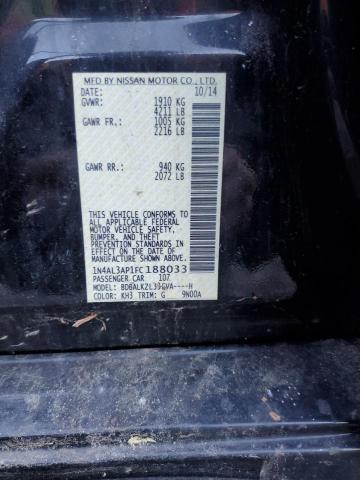 MFD BY NISSAN MOTOR CO., LTD.
DATE: 10/14
GVWR: 1910 KG
4211 LB
GAWR FR.: 1005 KG
2216 LB
GAWR RR.: 940 KG
2072 LB
THIS VEHICLE CONFORMS TO
ALL APPLICABLE FEDERAL
MOTOR VEHICLE SAFETY,
BUMPER, AND THEFT
PREVENTION STANDARDS
IN EFFECT ON THE DATE OF
MANUFACTURE SHOWN ABOVE.
1N4AL3AP1FC188033
PASSENGER CAR 107
MODEL: BDBALKZL33GVA----H
COLOR: KH3 TRIM: G 9N00A